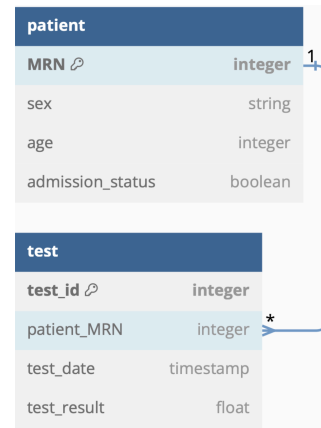 patient
MRN integer
1
sex string
age integer
admission_status boolean
test
test_id integer
*
patient_MRN integer
test_date timestamp
test_result float